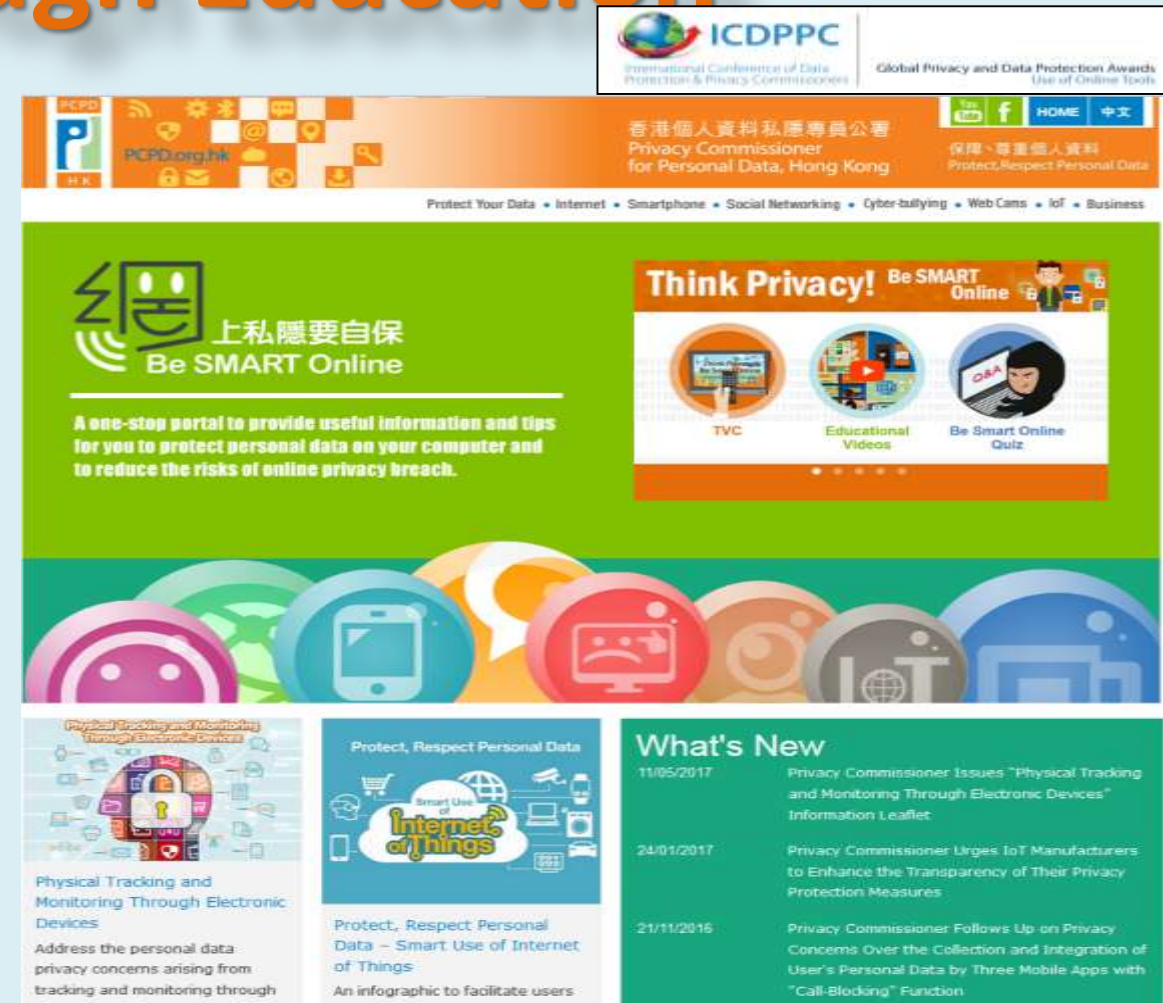 Education
ICDPPC
International Conference of Data
Protection & Privacy Commissioners
Global Privacy and Data Protection Awards
Use of Online Tools
PCPD
HK
PCPD.org.hk
香港個人資料私隱專員公署
Privacy Commissioner
for Personal Data, Hong Kong
You
Tube
f
HOME
中文
保障、尊重個人資料
Protect,Respect Personal Data
Protect Your Data • Internet • Smartphone • Social Networking • Cyber-bullying • Web Cams • IoT • Business
網上私隱要自保
Be SMART Online
A one-stop portal to provide useful information and tips
for you to protect personal data on your computer and
to reduce the risks of online privacy breach.
Think Privacy! Be SMART
Online
Q&A
TVC
Educational
Videos
Be Smart Online
Quiz
IoT
Physical Tracking and Monitoring
Through Electronic Devices
Physical Tracking and
Monitoring Through Electronic
Devices
Address the personal data
privacy concerns arising from
tracking and monitoring through
Protect, Respect Personal Data
Smart Use
of
Internet
of Things
Protect, Respect Personal
Data – Smart Use of Internet
of Things
An infographic to facilitate users
What's New
11/05/2017
Privacy Commissioner Issues "Physical Tracking
and Monitoring Through Electronic Devices"
Information Leaflet
24/01/2017
Privacy Commissioner Urges IoT Manufacturers
to Enhance the Transparency of Their Privacy
Protection Measures
21/11/2016
Privacy Commissioner Follows Up on Privacy
Concerns Over the Collection and Integration of
User's Personal Data by Three Mobile Apps with
"Call-Blocking" Function